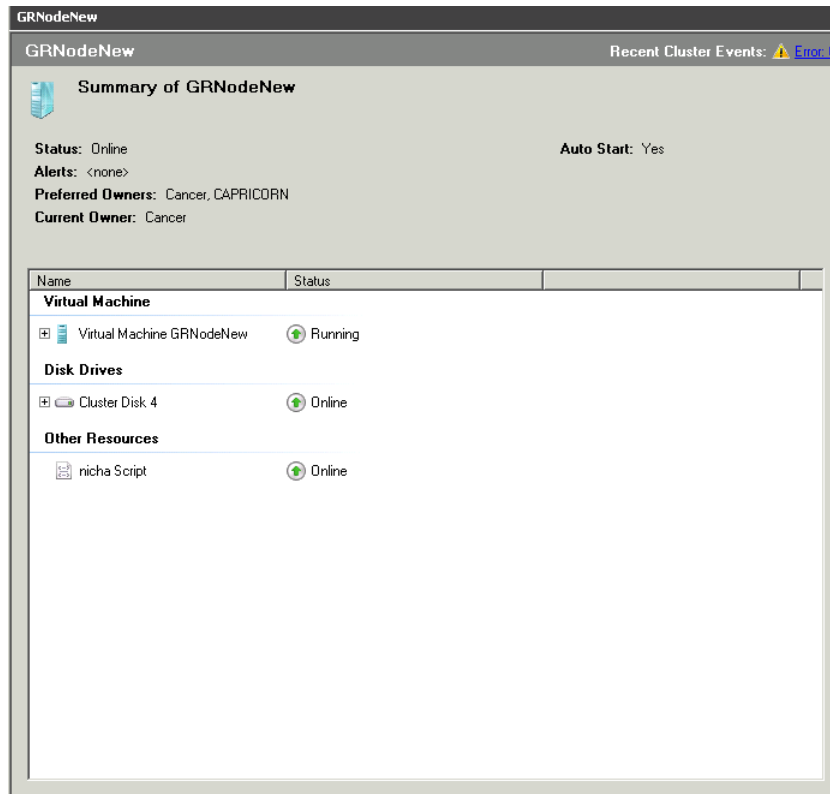 GRNodeNew
GRNodeNew Recent Cluster Events: Error:
Summary of GRNodeNew
Status: Online Auto Start: Yes
Alerts: <none>
Preferred Owners: Cancer, CAPRICORN
Current Owner: Cancer
Name Status
Virtual Machine
Virtual Machine GRNodeNew Running
Disk Drives
Cluster Disk 4 Online
Other Resources
nicha Script Online